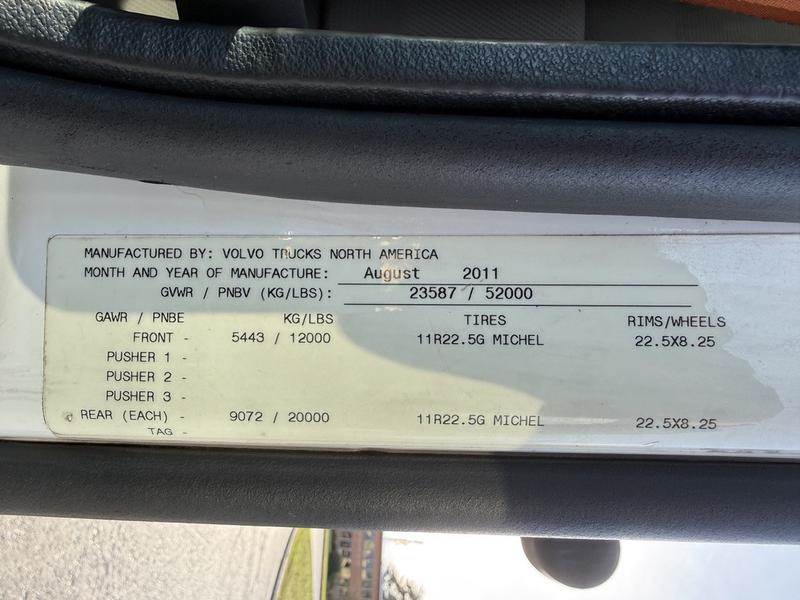 MANUFACTURED BY: VOLVO TRUCKS NORTH AMERICA
MONTH AND YEAR OF MANUFACTURE: August 2011
GVWR / PNBV (KG/LBS): 23587 / 52000
GAWR / PNBE KG/LBS TIRES RIMS/WHEELS
FRONT - 5443 / 12000 11R22.5G MICHEL 22.5X8.25
PUSHER 1 -
PUSHER 2 -
PUSHER 3 -
REAR (EACH) - 9072 / 20000 11R22.5G MICHEL 22.5X8.25
TAG -